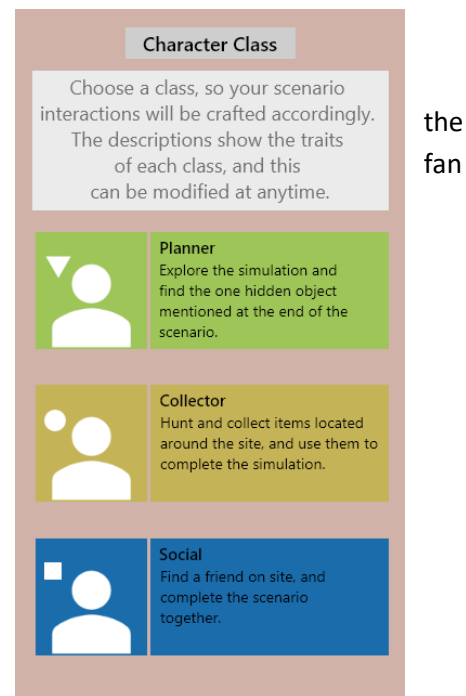 Character Class
Choose a class, so your scenario
interactions will be crafted accordingly.
The descriptions show the traits
of each class, and this
can be modified at anytime.
Planner
Explore the simulation and
find the one hidden object
mentioned at the end of the
scenario.
Collector
Hunt and collect items located
around the site, and use them to
complete the simulation.
Social
Find a friend on site, and
complete the scenario
together.
the
fan